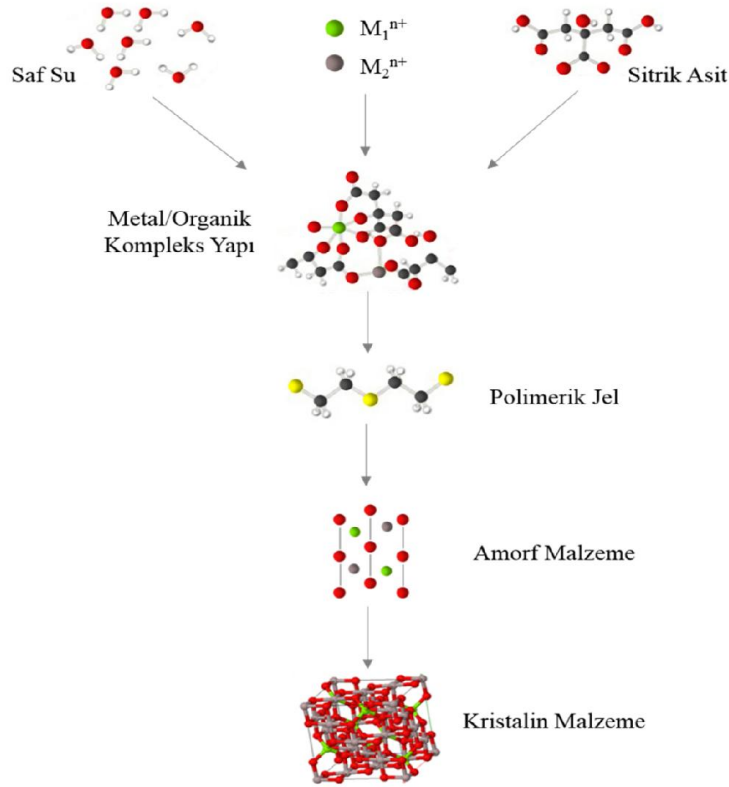 Saf Su
M₁ⁿ⁺
M₂ⁿ⁺
Sitrik Asit
Metal/Organik
Kompleks Yapı
Polimerik Jel
Amorf Malzeme
Kristalin Malzeme